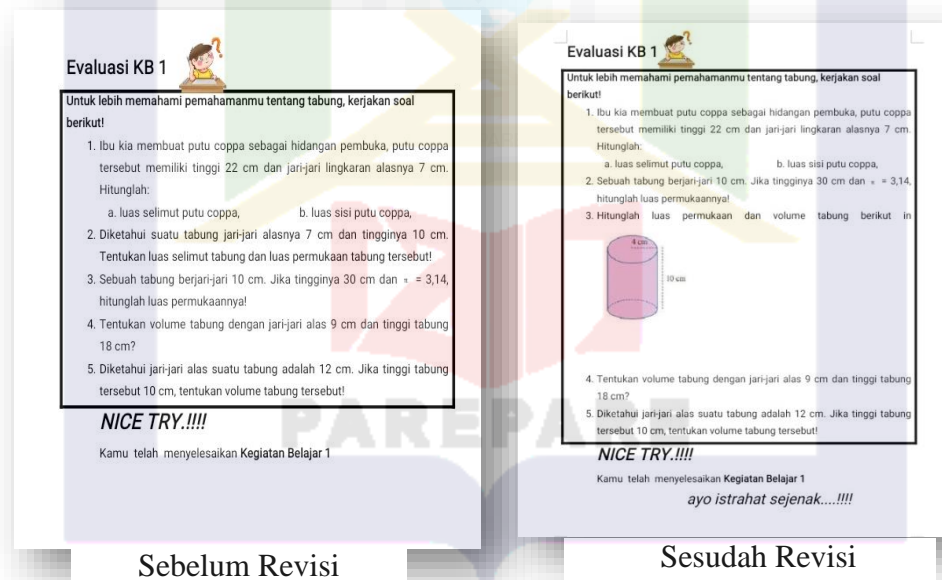 Evaluasi KB 1
Untuk lebih memahami pemahamanmu tentang tabung, kerjakan soal
berikut!
1. Ibu kia membuat putu coppa sebagai hidangan pembuka, putu coppa
tersebut memiliki tinggi 22 cm dan jari-jari lingkaran alasnya 7 cm.
Hitunglah:
a. luas selimut putu coppa, b. luas sisi putu coppa,
2. Diketahui suatu tabung jari-jari alasnya 7 cm dan tingginya 10 cm.
Tentukan luas selimut tabung dan luas permukaan tabung tersebut!
3. Sebuah tabung berjari-jari 10 cm. Jika tingginya 30 cm dan π = 3,14,
hitunglah luas permukaannya!
4. Tentukan volume tabung dengan jari-jari alas 9 cm dan tinggi tabung
18 cm?
5. Diketahui jari-jari alas suatu tabung adalah 12 cm. Jika tinggi tabung
tersebut 10 cm, tentukan volume tabung tersebut!
NICE TRY.!!!!
Kamu telah menyelesaikan Kegiatan Belajar 1
Sebelum Revisi
Evaluasi KB 1
Untuk lebih memahami pemahamanmu tentang tabung, kerjakan soal
berikut!
1. Ibu kia membuat putu coppa sebagai hidangan pembuka, putu coppa
tersebut memiliki tinggi 22 cm dan jari-jari lingkaran alasnya 7 cm.
Hitunglah:
a. luas selimut putu coppa, b. luas sisi putu coppa,
2. Sebuah tabung berjari-jari 10 cm. Jika tingginya 30 cm dan π = 3,14,
hitunglah luas permukaannya!
3. Hitunglah luas permukaan dan volume tabung berikut in
4 cm
10 cm
4. Tentukan volume tabung dengan jari-jari alas 9 cm dan tinggi tabung
18 cm?
5. Diketahui jari-jari alas suatu tabung adalah 12 cm. Jika tinggi tabung
tersebut 10 cm, tentukan volume tabung tersebut!
NICE TRY.!!!!
Kamu telah menyelesaikan Kegiatan Belajar 1
ayo istrahat sejenak....!!!!
Sesudah Revisi
PAREPARE